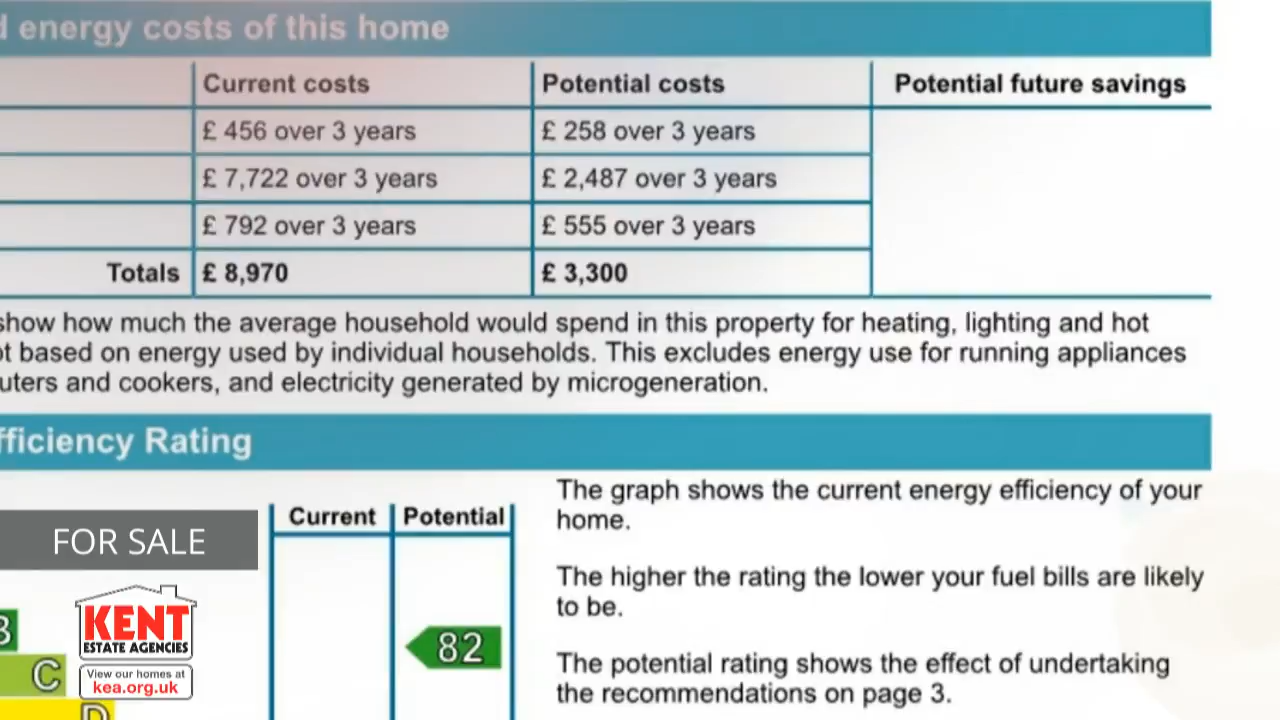 energy costs of this home
Current costs Potential costs Potential future savings
£ 456 over 3 years £ 258 over 3 years
£ 7,722 over 3 years £ 2,487 over 3 years
£ 792 over 3 years £ 555 over 3 years
Totals £ 8,970 £ 3,300
show how much the average household would spend in this property for heating, lighting and hot
based on energy used by individual households. This excludes energy use for running appliances
and cookers, and electricity generated by microgeneration.
Rating
Current Potential
The graph shows the current energy efficiency of your
home.
The higher the rating the lower your fuel bills are likely
to be.
The potential rating shows the effect of undertaking
the recommendations on page 3.
82
C
D
FOR SALE
KENT
ESTATE AGENCIES
View our homes at
kea.org.uk